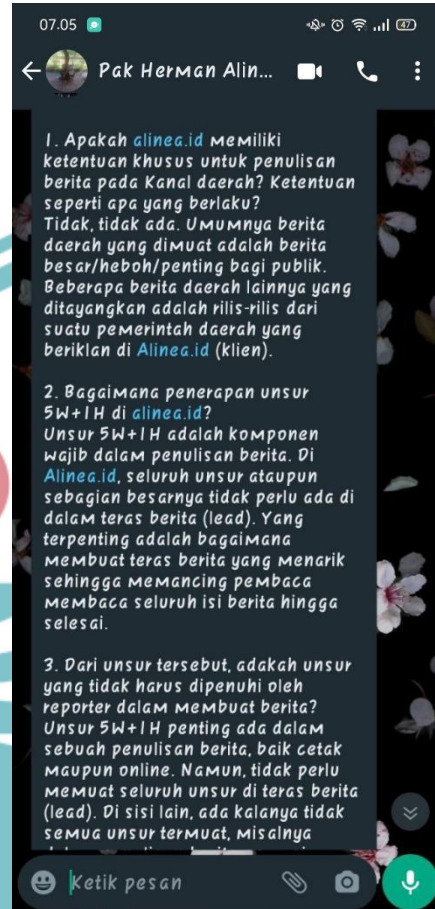 07.05
47
Pak Herman Alin...
1. Apakah alinea.id memiliki
ketentuan khusus untuk penulisan
berita pada Kanal daerah? Ketentuan
seperti apa yang berlaku?
Tidak, tidak ada. Umumnya berita
daerah yang dimuat adalah berita
besar/heboh/penting bagi publik.
Beberapa berita daerah lainnya yang
ditayangkan adalah rilis-rilis dari
suatu pemerintah daerah yang
beriklan di Alinea.id (klien).
2. Bagaimana penerapan unsur
5W+1H di alinea.id?
Unsur 5W+1H adalah komponen
wajib dalam penulisan berita. Di
Alinea.id, seluruh unsur ataupun
sebagian besarnya tidak perlu ada di
dalam teras berita (lead). Yang
terpenting adalah bagaimana
membuat teras berita yang menarik
sehingga memancing pembaca
membaca seluruh isi berita hingga
selesai.
3. Dari unsur tersebut, adakah unsur
yang tidak harus dipenuhi oleh
reporter dalam membuat berita?
Unsur 5W+1H penting ada dalam
sebuah penulisan berita, baik cetak
maupun online. Namun, tidak perlu
memuat seluruh unsur di teras berita
(lead). Di sisi lain, ada kalanya tidak
semua unsur termuat, misalnya
Ketik pesan